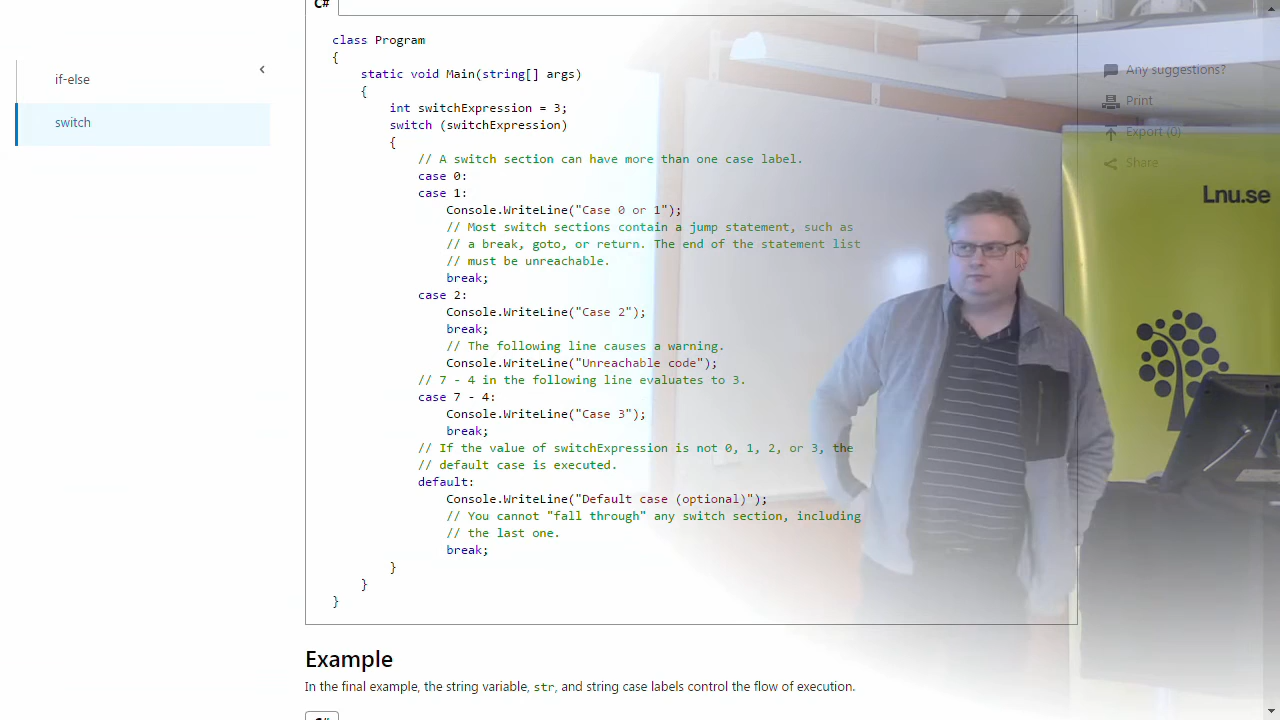 C#
class Program
{
static void Main(string[] args)
{
int switchExpression = 3;
switch (switchExpression)
{
// A switch section can have more than one case label.
case 0:
case 1:
Console.WriteLine("Case 0 or 1");
// Most switch sections contain a jump statement, such as
// a break, goto, or return. The end of the statement list
// must be unreachable.
break;
case 2:
Console.WriteLine("Case 2");
break;
// The following line causes a warning.
Console.WriteLine("Unreachable code");
// 7 - 4 in the following line evaluates to 3.
case 7 - 4:
Console.WriteLine("Case 3");
break;
// If the value of switchExpression is not 0, 1, 2, or 3, the
// default case is executed.
default:
Console.WriteLine("Default case (optional)");
// You cannot "fall through" any switch section, including
// the last one.
break;
}
}
}
Example
In the final example, the string variable, str, and string case labels control the flow of execution.
C#
if-else
switch
Any suggestions?
Print
Export (0)
Share
Lnu.se